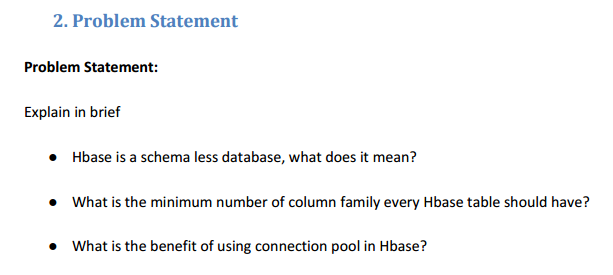 2. Problem Statement
Problem Statement:
Explain in brief
● Hbase is a schema less database, what does it mean?
● What is the minimum number of column family every Hbase table should have?
● What is the benefit of using connection pool in Hbase?